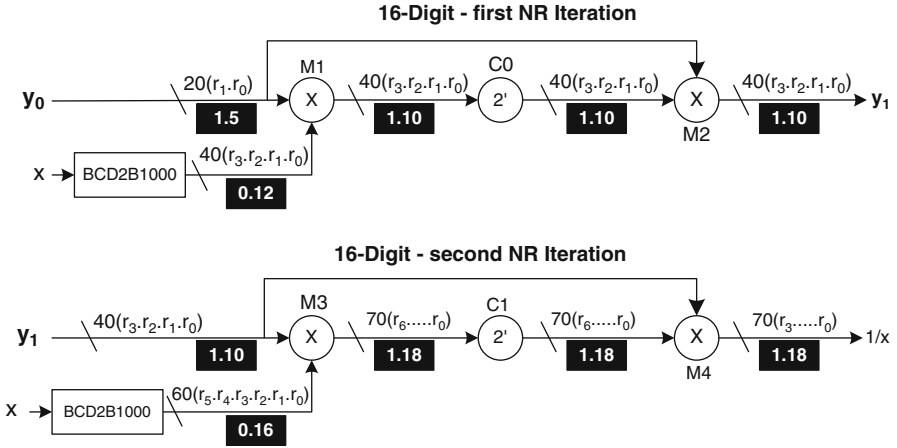 16-Digit - first NR Iteration
M1
C0
20(r₁.r₀)
40(r₃.r₂.r₁.r₀)
40(r₃.r₂.r₁.r₀)
40(r₃.r₂.r₁.r₀)
y₀
X
2'
X
y₁
1.5
1.10
1.10
1.10
M2
40(r₃.r₂.r₁.r₀)
X
BCD2B1000
0.12
16-Digit - second NR Iteration
M3
C1
40(r₃.r₂.r₁.r₀)
70(r₆.....r₀)
70(r₆.....r₀)
70(r₃.....r₀)
y₁
X
2'
X
1/x
1.10
1.18
1.18
1.18
M4
60(r₅.r₄.r₃.r₂.r₁.r₀)
X
BCD2B1000
0.16